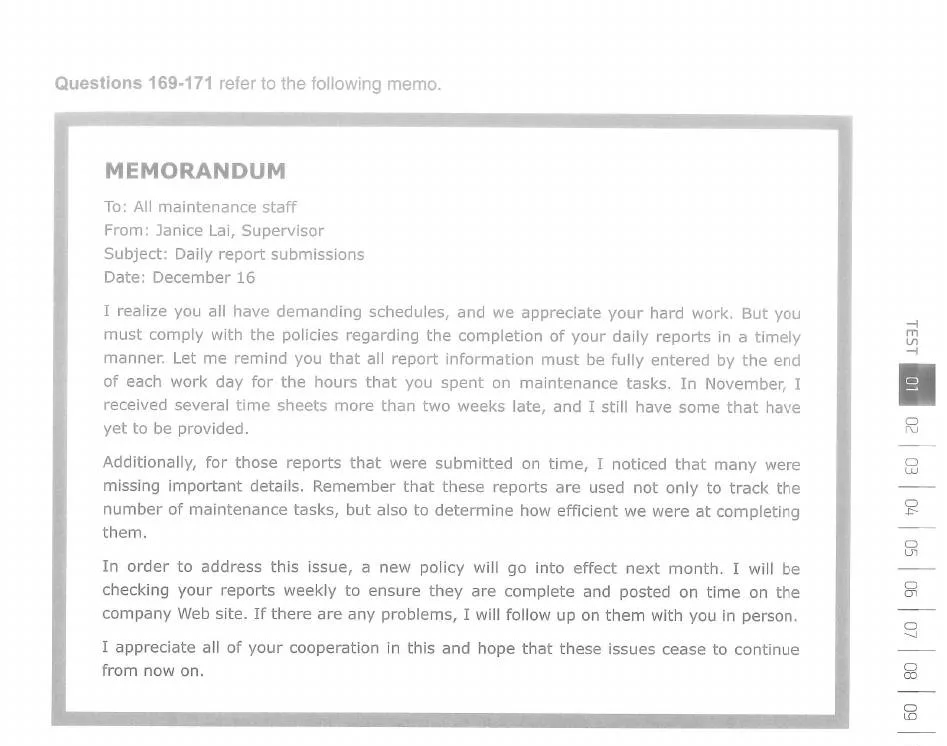 Questions 169-171 refer to the following memo.
MEMORANDUM
To: All maintenance staff
From: Janice Lai, Supervisor
Subject: Daily report submissions
Date: December 16
I realize you all have demanding schedules, and we appreciate your hard work. But you
must comply with the policies regarding the completion of your daily reports in a timely
manner. Let me remind you that all report information must be fully entered by the end
of each work day for the hours that you spent on maintenance tasks. In November, I
received several time sheets more than two weeks late, and I still have some that have
yet to be provided.
Additionally, for those reports that were submitted on time, I noticed that many were
missing important details. Remember that these reports are used not only to track the
number of maintenance tasks, but also to determine how efficient we were at completing
them.
In order to address this issue, a new policy will go into effect next month. I will be
checking your reports weekly to ensure they are complete and posted on time on the
company Web site. If there are any problems, I will follow up on them with you in person.
I appreciate all of your cooperation in this and hope that these issues cease to continue
from now on.
TEST
01
02
03
04
05
06
07
08
09